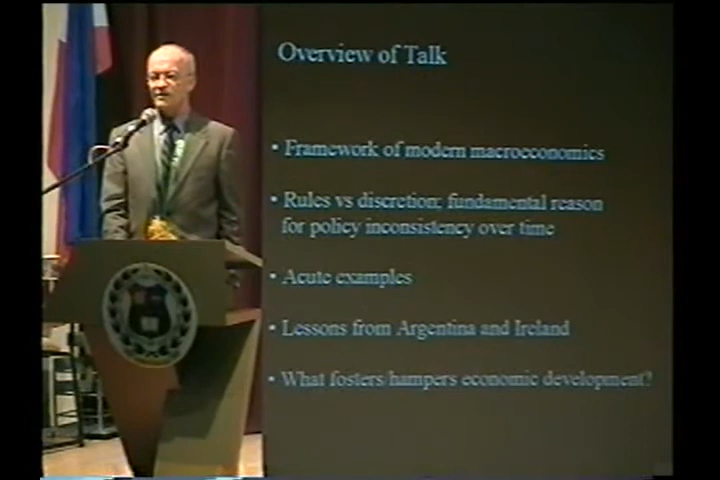 Overview of Talk
• Framework of modern macroeconomics
• Rules vs discretion; fundamental reason
for policy inconsistency over time
• Acute examples
• Lessons from Argentina and Ireland
• What fosters/hampers economic development?